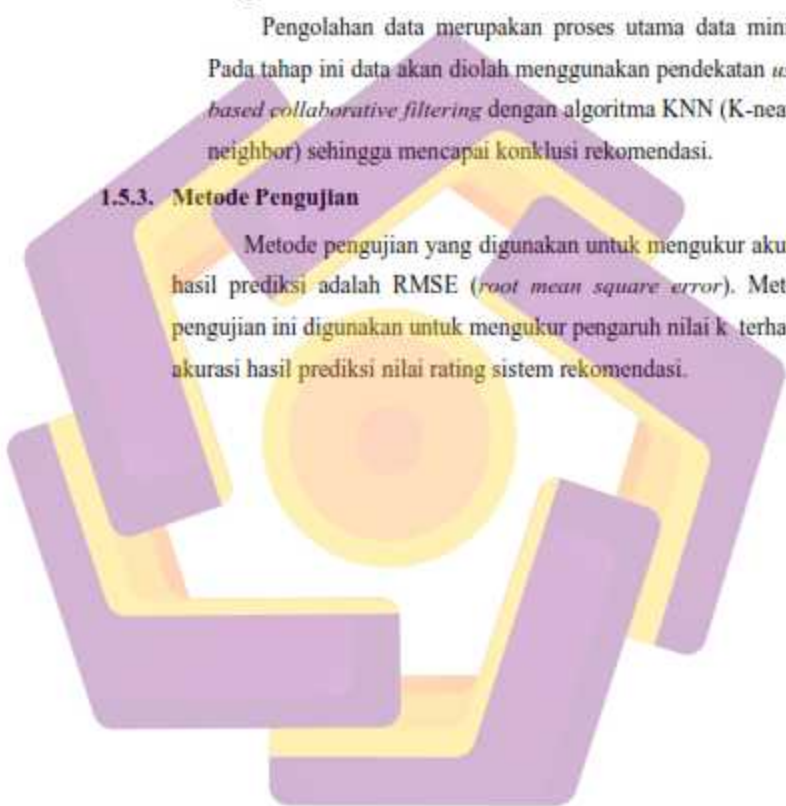 Pengolahan data merupakan proses utama data mini
Pada tahap ini data akan diolah menggunakan pendekatan us
based collaborative filtering dengan algoritma KNN (K-nea
neighbor) sehingga mencapai konklusi rekomendasi.
1.5.3. Metode Pengujian
Metode pengujian yang digunakan untuk mengukur aku
hasil prediksi adalah RMSE (root mean square error). Met
pengujian ini digunakan untuk mengukur pengaruh nilai k terha
akurasi hasil prediksi nilai rating sistem rekomendasi.